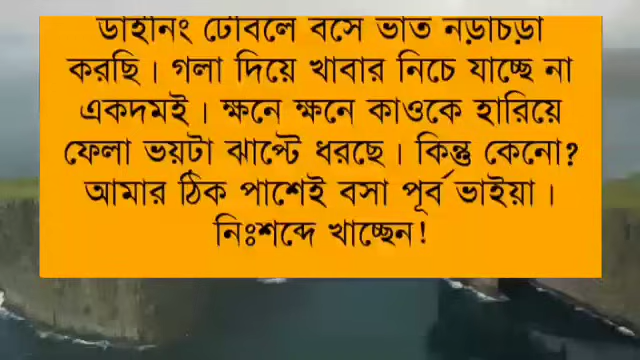 ডাইনিং টেবিলে বসে ভাত নড়াচড়া
করছি। গলা দিয়ে খাবার নিচে যাচ্ছে না
একদমই। ক্ষনে ক্ষনে কাওকে হারিয়ে
ফেলা ভয়টা ঝাপ্টে ধরছে। কিন্তু কেনো?
আমার ঠিক পাশেই বসা পূর্ব ভাইয়া।
নিঃশব্দে খাচ্ছেন!